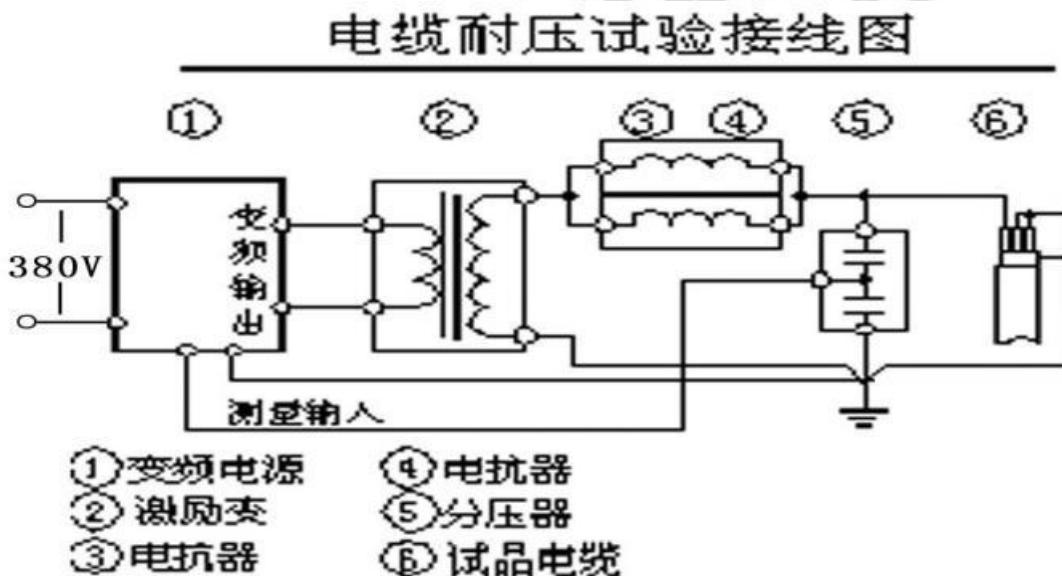 电缆耐压试验接线图
① ② ③ ④ ⑤ ⑥
变频输出
380V
测量输入
①变频电源 ④电抗器
②激励变 ⑤分压器
③电抗器 ⑥试品电缆